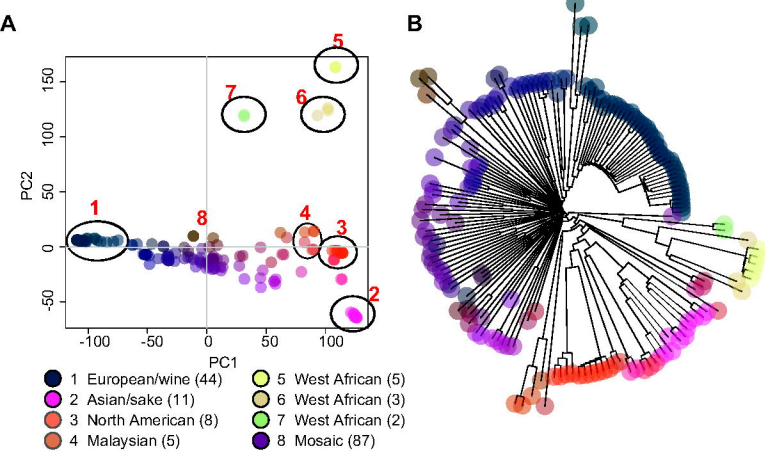 A
B
5
7
6
1
8
4
3
2
150
100
50
0
-50
PC2
-100 -50 0 50 100
PC1
1 European/wine (44)
2 Asian/sake (11)
3 North American (8)
4 Malaysian (5)
5 West African (5)
6 West African (3)
7 West African (2)
8 Mosaic (87)